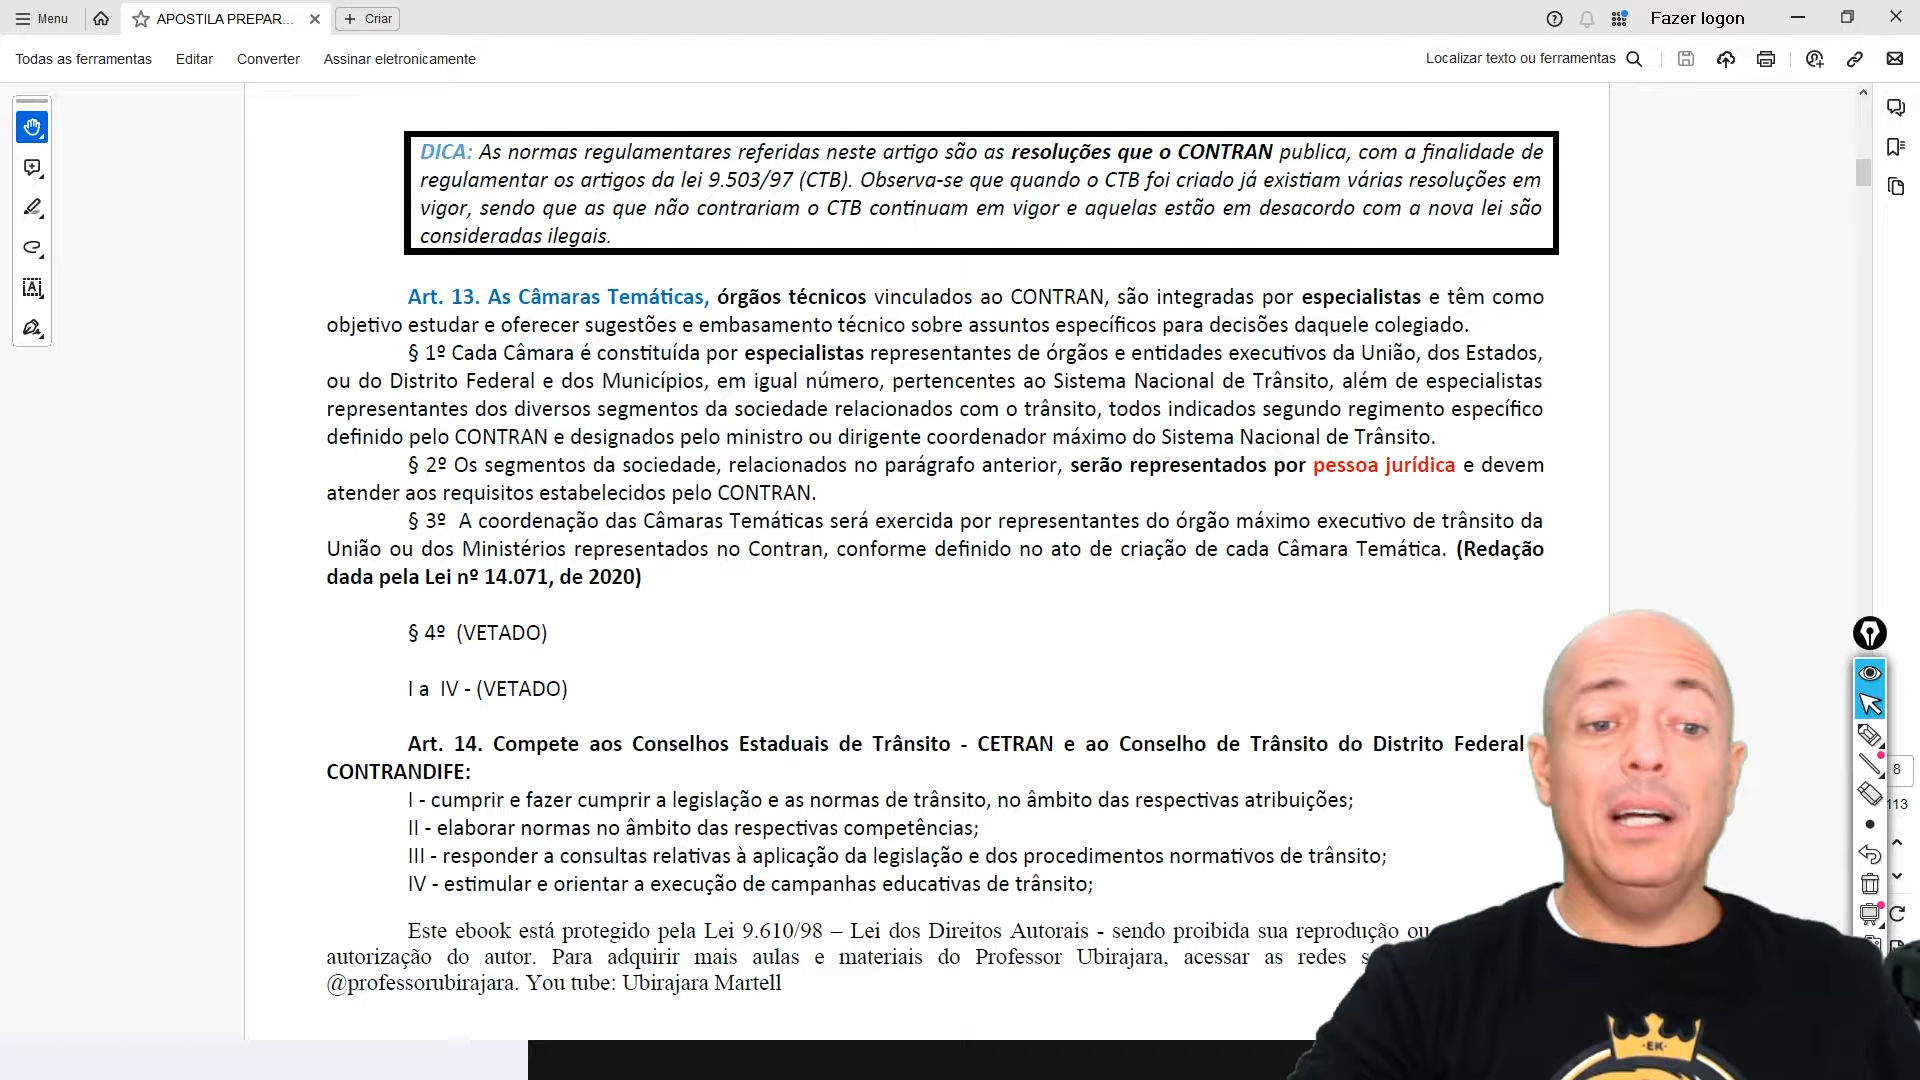 Menu
APOSTILA PREPAR...
Criar
Fazer logon
Todas as ferramentas
Editar
Converter
Assinar eletronicamente
Localizar texto ou ferramentas
DICA: As normas regulamentares referidas neste artigo são as resoluções que o CONTRAN publica, com a finalidade de
regulamentar os artigos da lei 9.503/97 (CTB). Observa-se que quando o CTB foi criado já existiam várias resoluções em
vigor, sendo que as que não contrariam o CTB continuam em vigor e aquelas estão em desacordo com a nova lei são
consideradas ilegais.
Art. 13. As Câmaras Temáticas, órgãos técnicos vinculados ao CONTRAN, são integradas por especialistas e têm como
objetivo estudar e oferecer sugestões e embasamento técnico sobre assuntos específicos para decisões daquele colegiado.
§ 1º Cada Câmara é constituída por especialistas representantes de órgãos e entidades executivos da União, dos Estados,
ou do Distrito Federal e dos Municípios, em igual número, pertencentes ao Sistema Nacional de Trânsito, além de especialistas
representantes dos diversos segmentos da sociedade relacionados com o trânsito, todos indicados segundo regimento específico
definido pelo CONTRAN e designados pelo ministro ou dirigente coordenador máximo do Sistema Nacional de Trânsito.
§ 2º Os segmentos da sociedade, relacionados no parágrafo anterior, serão representados por pessoa jurídica e devem
atender aos requisitos estabelecidos pelo CONTRAN.
§ 3º A coordenação das Câmaras Temáticas será exercida por representantes do órgão máximo executivo de trânsito da
União ou dos Ministérios representados no Contran, conforme definido no ato de criação de cada Câmara Temática. (Redação
dada pela Lei nº 14.071, de 2020)
§ 4º (VETADO)
I a IV - (VETADO)
Art. 14. Compete aos Conselhos Estaduais de Trânsito - CETRAN e ao Conselho de Trânsito do Distrito Federal
CONTRANDIFE:
I - cumprir e fazer cumprir a legislação e as normas de trânsito, no âmbito das respectivas atribuições;
II - elaborar normas no âmbito das respectivas competências;
III - responder a consultas relativas à aplicação da legislação e dos procedimentos normativos de trânsito;
IV - estimular e orientar a execução de campanhas educativas de trânsito;
Este ebook está protegido pela Lei 9.610/98 – Lei dos Direitos Autorais - sendo proibida sua reprodução ou
autorização do autor. Para adquirir mais aulas e materiais do Professor Ubirajara, acessar as redes s
@professorubirajara. You tube: Ubirajara Martell
8
113
EK